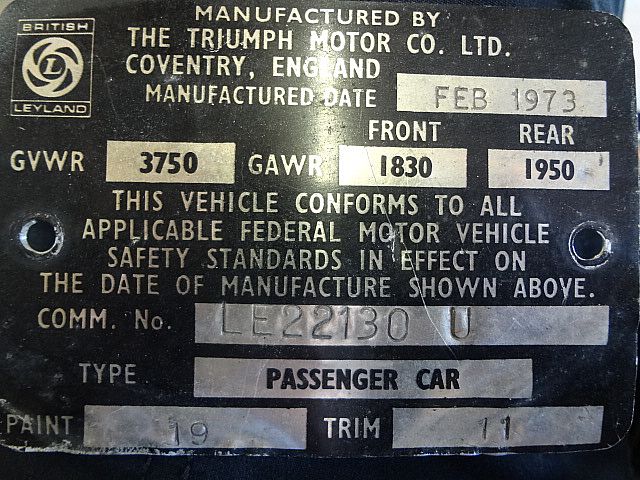 BRITISH
L
LEYLAND
MANUFACTURED BY
THE TRIUMPH MOTOR CO. LTD.
COVENTRY, ENGLAND
MANUFACTURED DATE FEB 1973
FRONT REAR
GVWR 3750 GAWR 1830 1950
THIS VEHICLE CONFORMS TO ALL
APPLICABLE FEDERAL MOTOR VEHICLE
SAFETY STANDARDS IN EFFECT ON
THE DATE OF MANUFACTURE SHOWN ABOVE.
COMM. No. LE22130 U
TYPE PASSENGER CAR
PAINT 19 TRIM 11